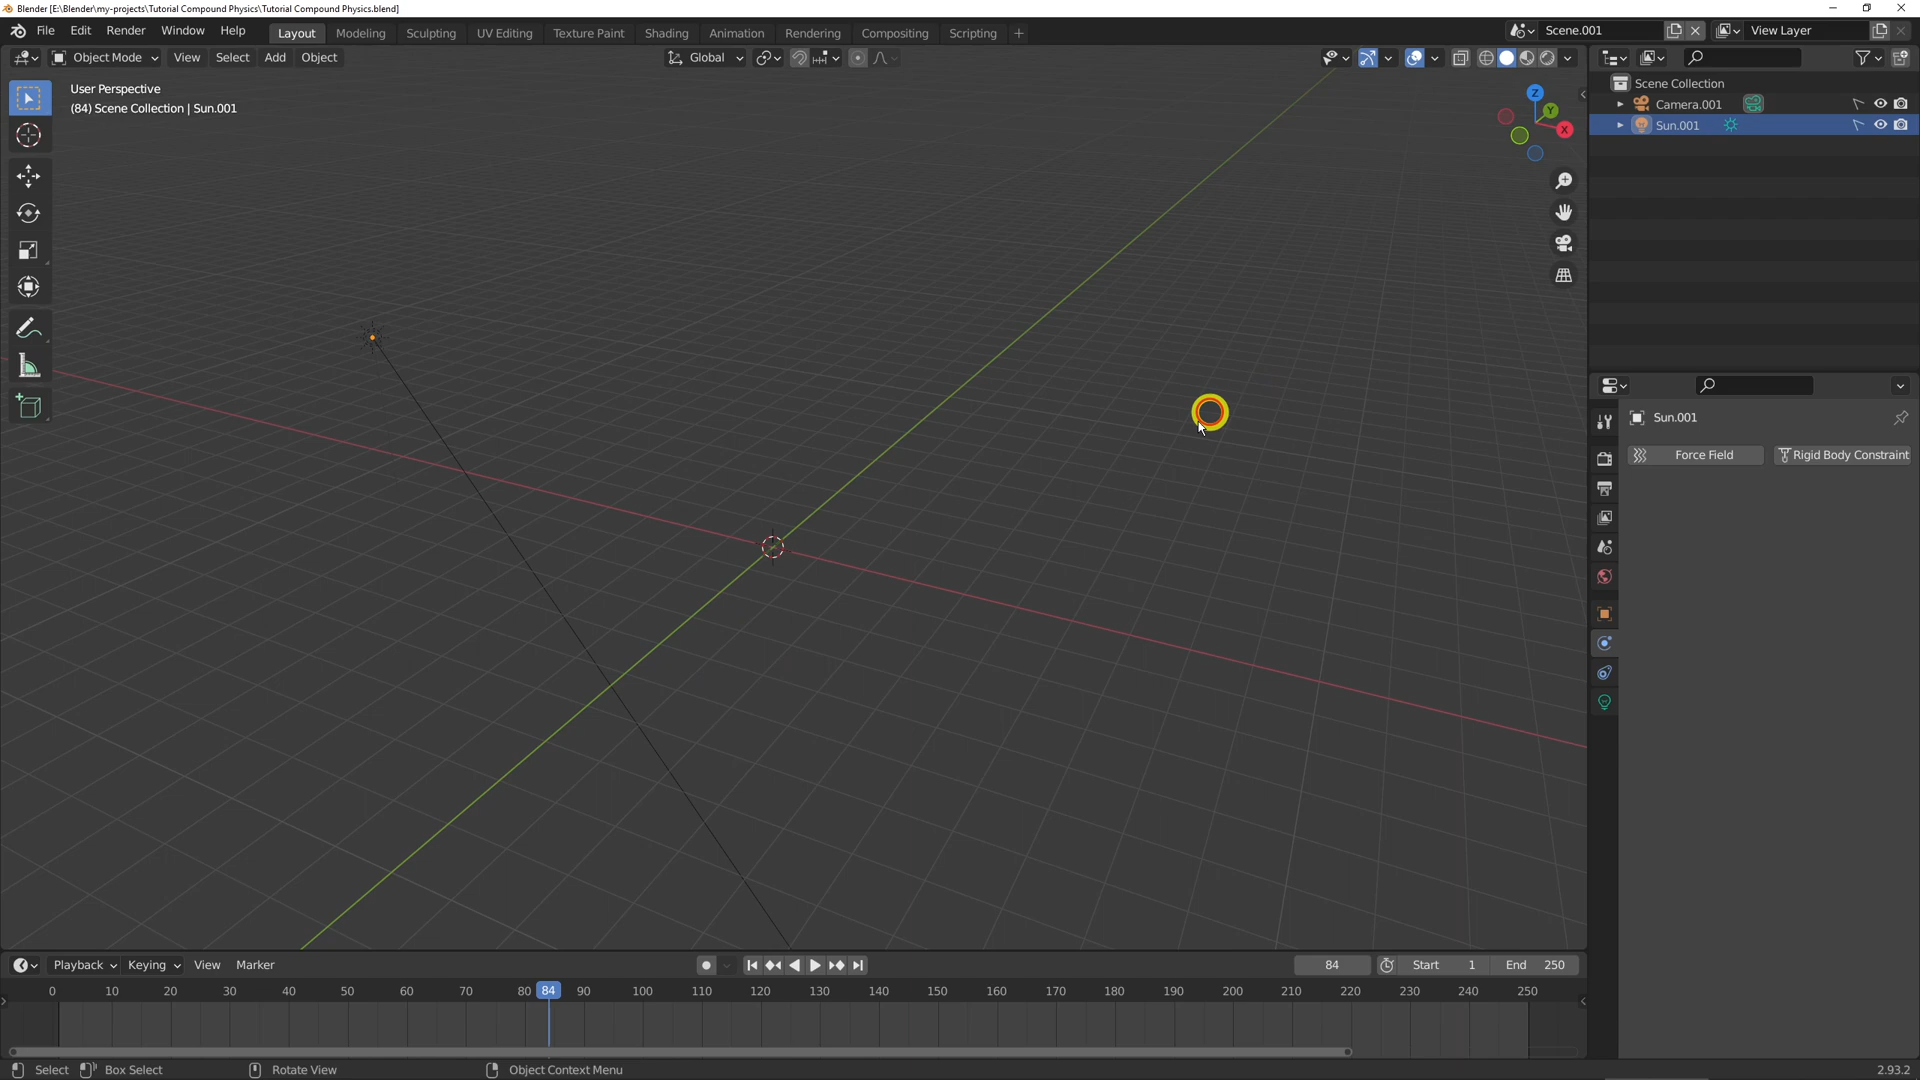 Blender [E:\Blender\my-projects\Tutorial Compound Physics\Tutorial Compound Physics.blend]
File Edit Render Window Help Layout Modeling Sculpting UV Editing Texture Paint Shading Animation Rendering Compositing Scripting + Scene.001 View Layer
Object Mode View Select Add Object Global
User Perspective
(84) Scene Collection | Sun.001
Z
Y
X
Scene Collection
Camera.001
Sun.001
Sun.001
Force Field Rigid Body Constraint
Playback Keying View Marker 84 Start 1 End 250
0 10 20 30 40 50 60 70 80 84 90 100 110 120 130 140 150 160 170 180 190 200 210 220 230 240 250
Select Box Select Rotate View Object Context Menu 2.93.2